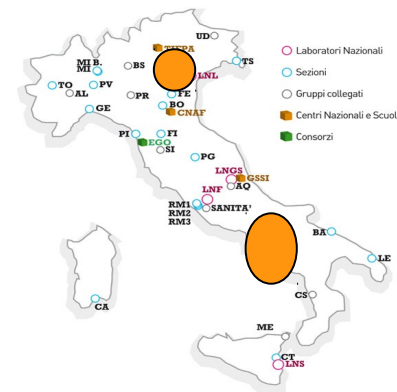 UD
TIFPA
MI B.
MI
BS
TS
LNL
TO
PV
AL
PR
FE
BO
GE
CNAF
PI
FI
EGO
SI
PG
LNGS
GSSI
LNF
AQ
RM1
SANITA'
RM2
RM3
BA
LE
CS
CA
ME
CT
LNS
Laboratori Nazionali
Sezioni
Gruppi collegati
Centri Nazionali e Scuol
Consorzi